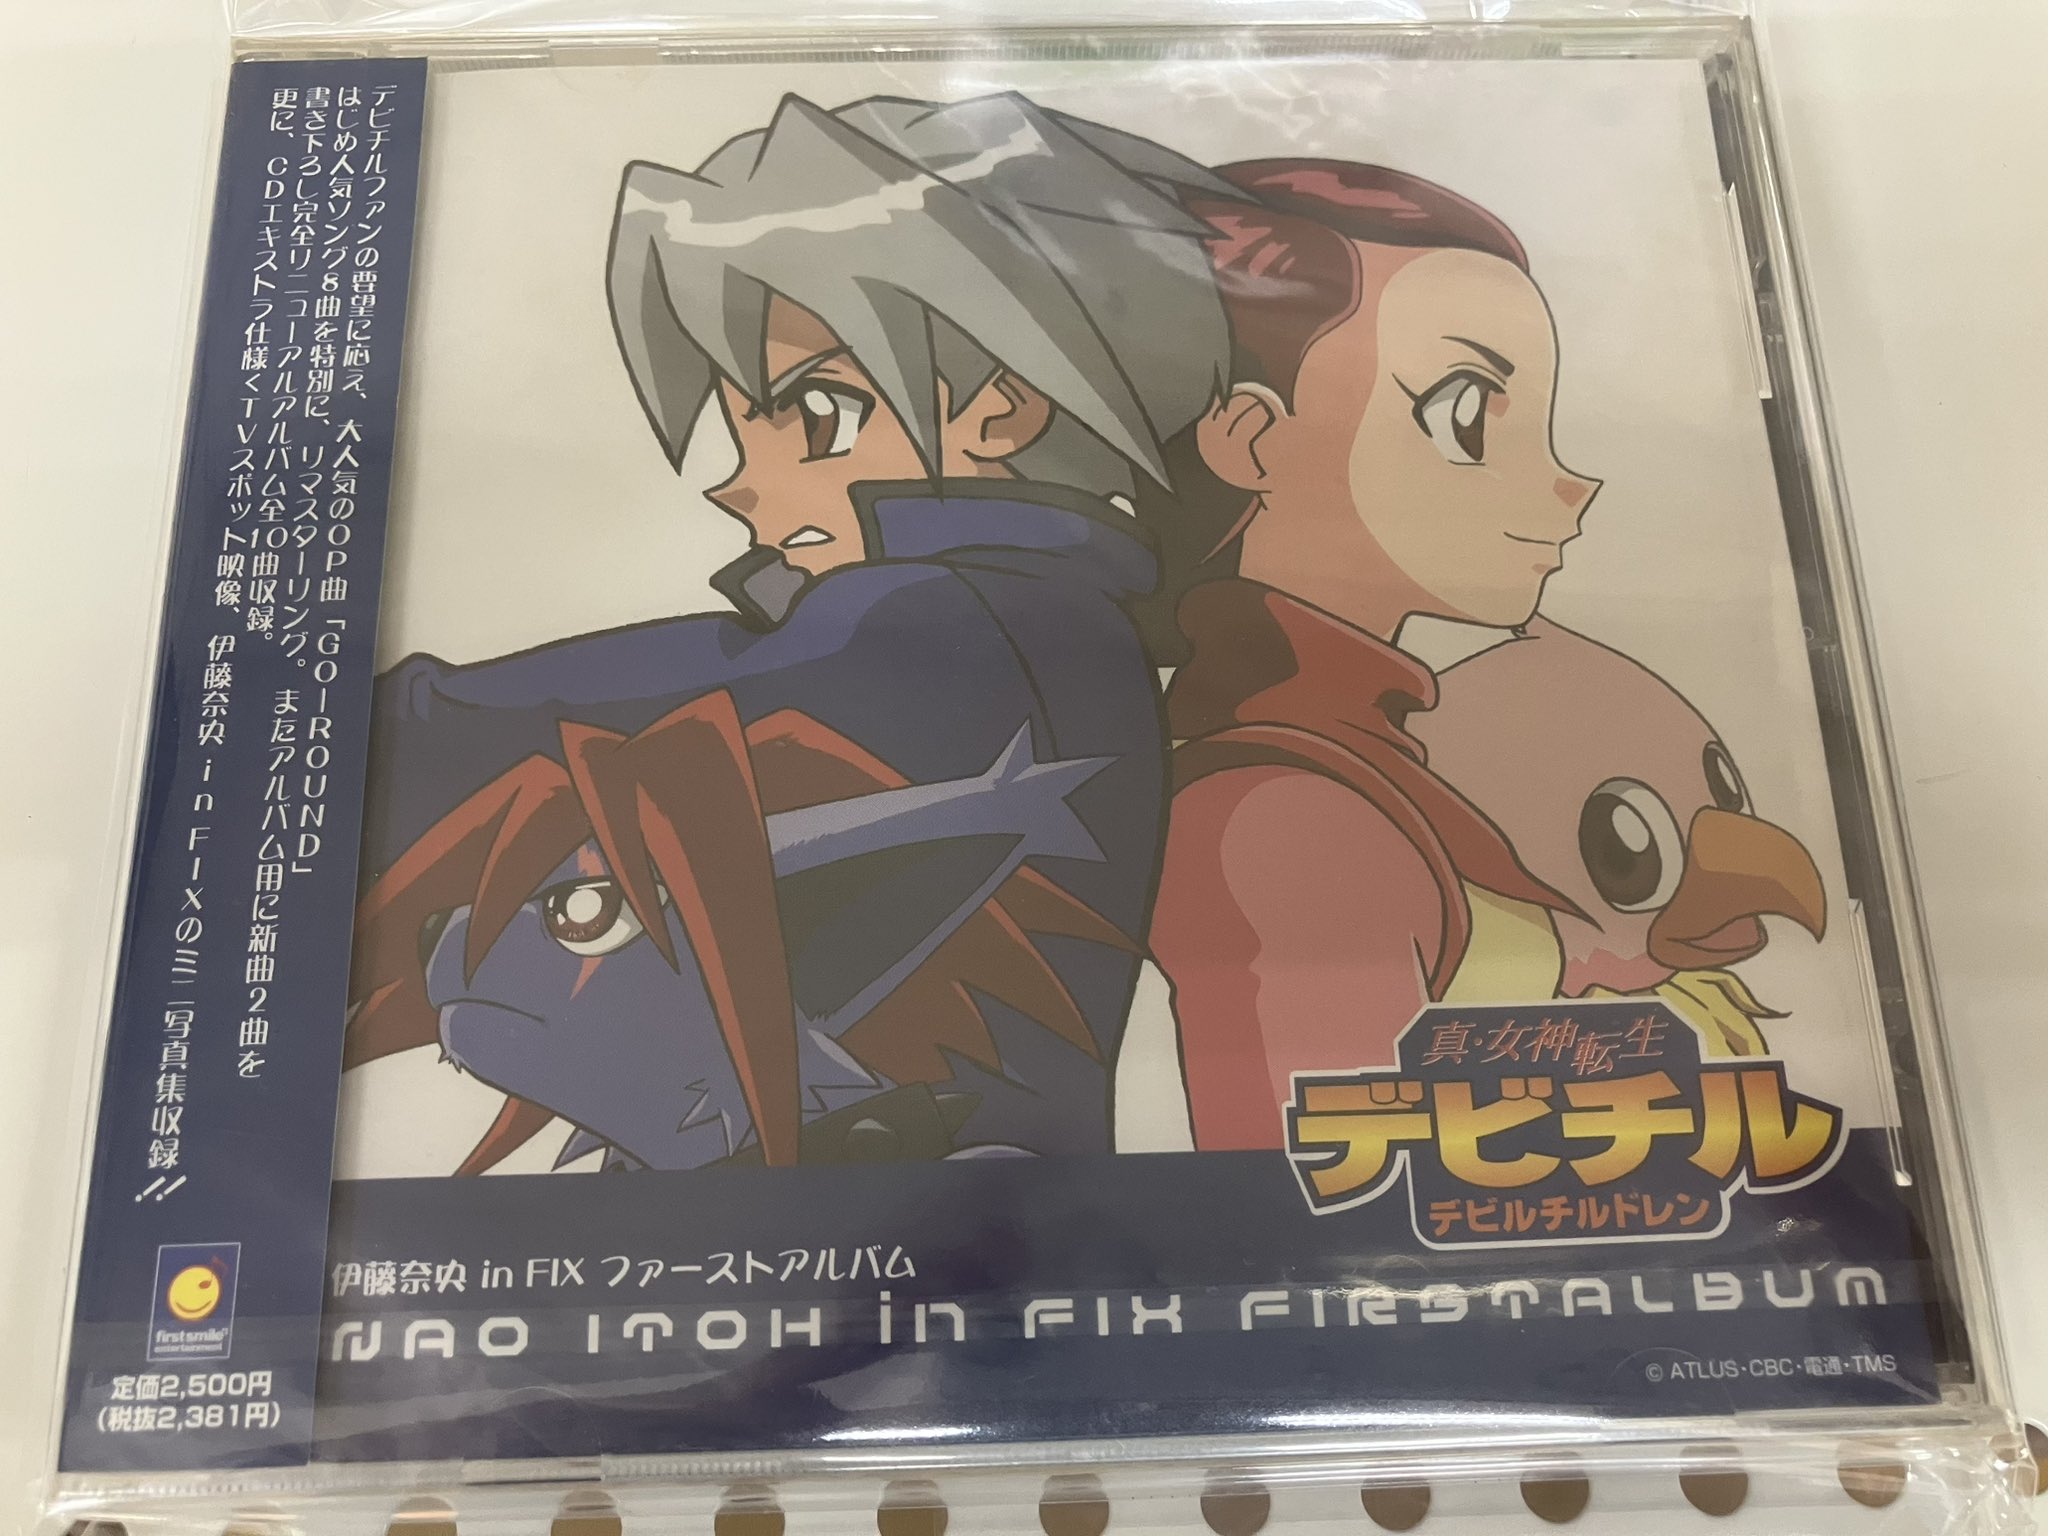 デビチルファンの要望に応え、大人気のOP曲「GO-ROUND」
はじめ人気ソング8曲を特別に、リマスターリング。またアルバム用に新曲2曲を
書き下ろし完全リニューアルアルバム全10曲収録。
更に、CDエキストラ仕様くTVスポット映像、伊藤奈央 in FIXのミニ写真集収録!!
first smile
entertainment
定価2,500円
(税抜2,381円)
真・女神転生
デビチル
デビルチルドレン
伊藤奈央 in FIX ファーストアルバム
NAO ITOH in FIX FIRSTALBUM
© ATLUS・CBC・電通・TMS